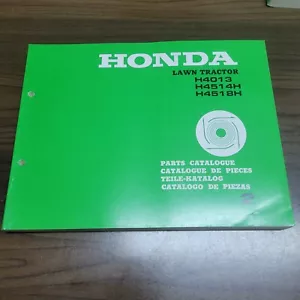 HONDA
LAWN TRACTOR
H4013
H4514H
H4518H
PARTS CATALOGUE
CATALOGUE DE PIECES
TEILE-KATALOG
CATALOGO DE PIEZAS